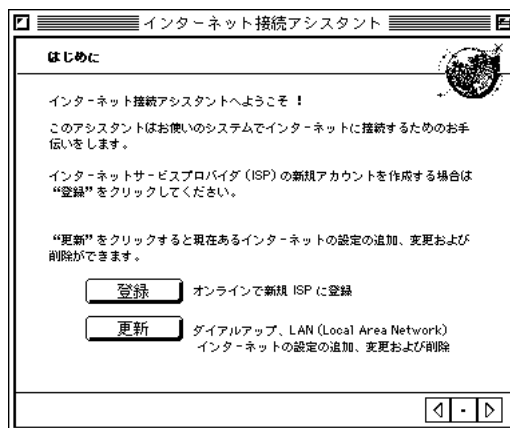 インターネット接続アシスタント
はじめに
インターネット接続アシスタントへようこそ！
このアシスタントはお使いのシステムでインターネットに接続するためのお手
伝いをします。
インターネットサービスプロバイダ (ISP) の新規アカウントを作成する場合は
“登録”をクリックしてください。
“更新”をクリックすると現在あるインターネットの設定の追加、変更および
削除ができます。
登録 オンラインで新規 ISP に登録
更新 ダイアルアップ、LAN (Local Area Network)
インターネットの設定の追加、変更および削除